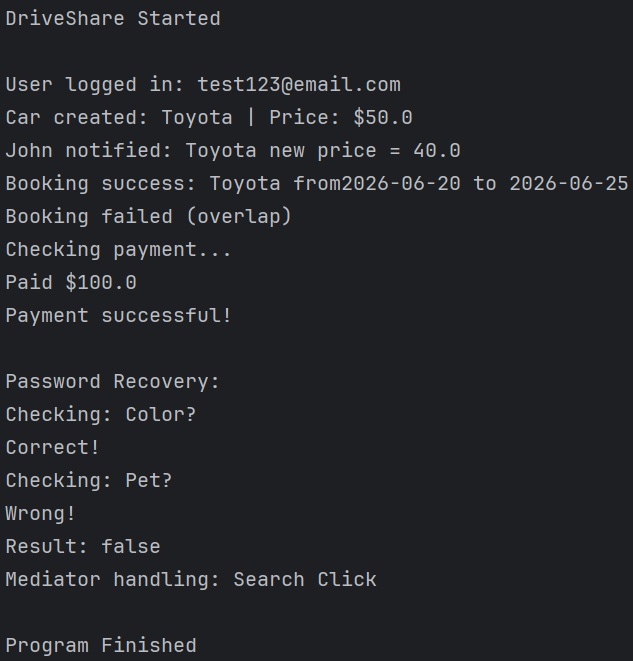 DriveShare Started
User logged in: test123@email.com
Car created: Toyota | Price: $50.0
John notified: Toyota new price = 40.0
Booking success: Toyota from2026-06-20 to 2026-06-25
Booking failed (overlap)
Checking payment...
Paid $100.0
Payment successful!
Password Recovery:
Checking: Color?
Correct!
Checking: Pet?
Wrong!
Result: false
Mediator handling: Search Click
Program Finished